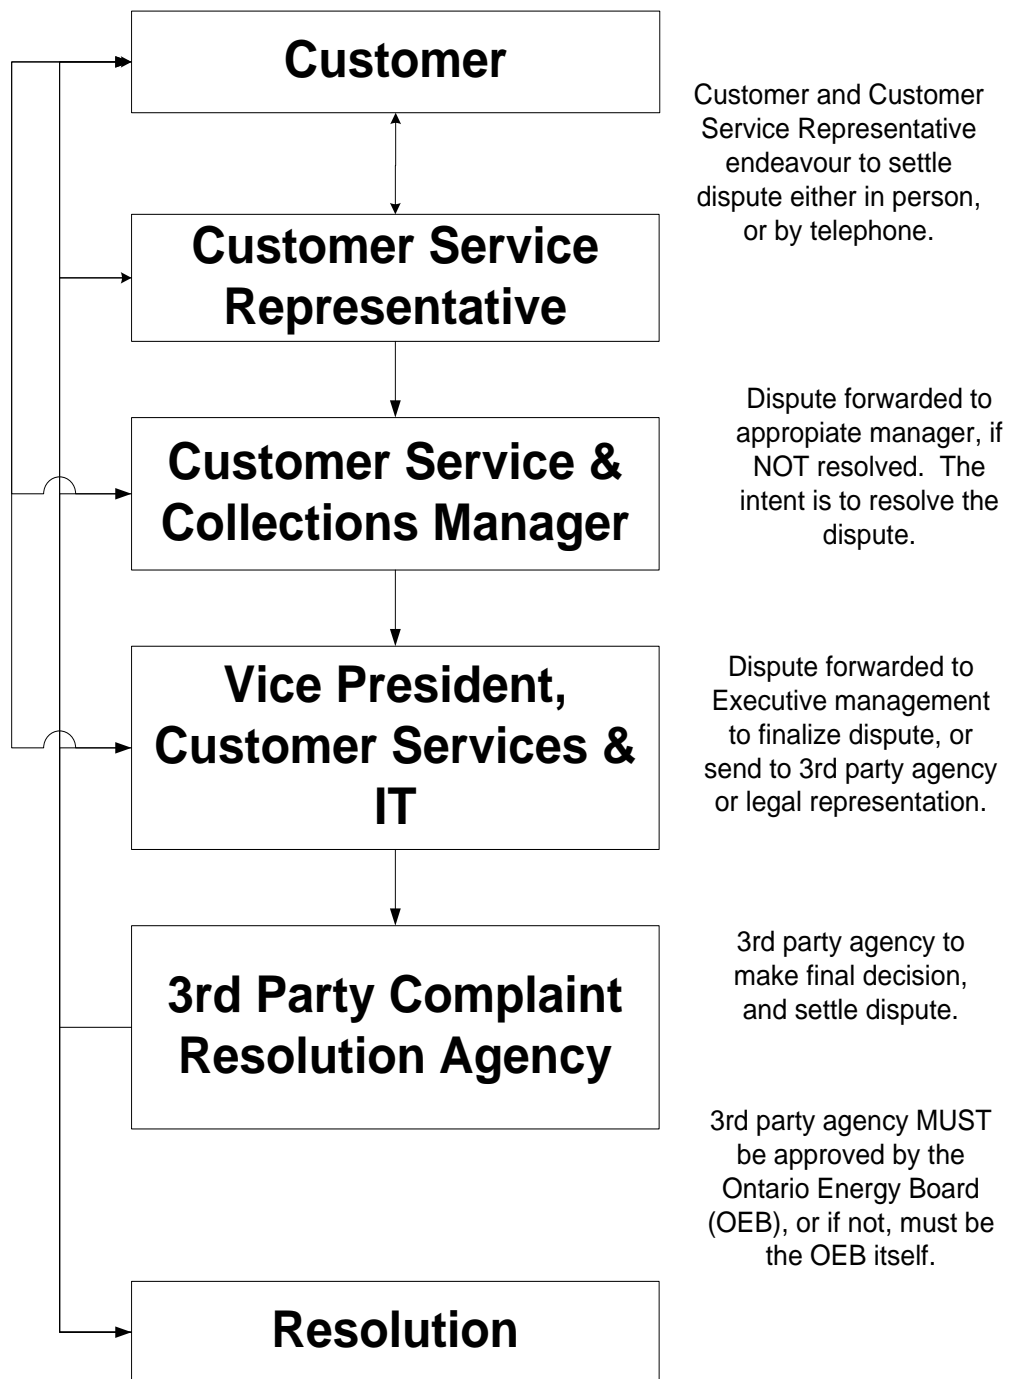 Customer
Customer and Customer
Service Representative
endeavour to settle
dispute either in person,
or by telephone.
Customer Service
Representative
Dispute forwarded to
appropiate manager, if
NOT resolved.  The
intent is to resolve the
dispute.
Customer Service &
Collections Manager
Dispute forwarded to
Executive management
to finalize dispute, or
send to 3rd party agency
or legal representation.
Vice President,
Customer Services &
IT
3rd party agency to
make final decision,
and settle dispute.
3rd Party Complaint
Resolution Agency
3rd party agency MUST
be approved by the
Ontario Energy Board
(OEB), or if not, must be
the OEB itself.
Resolution